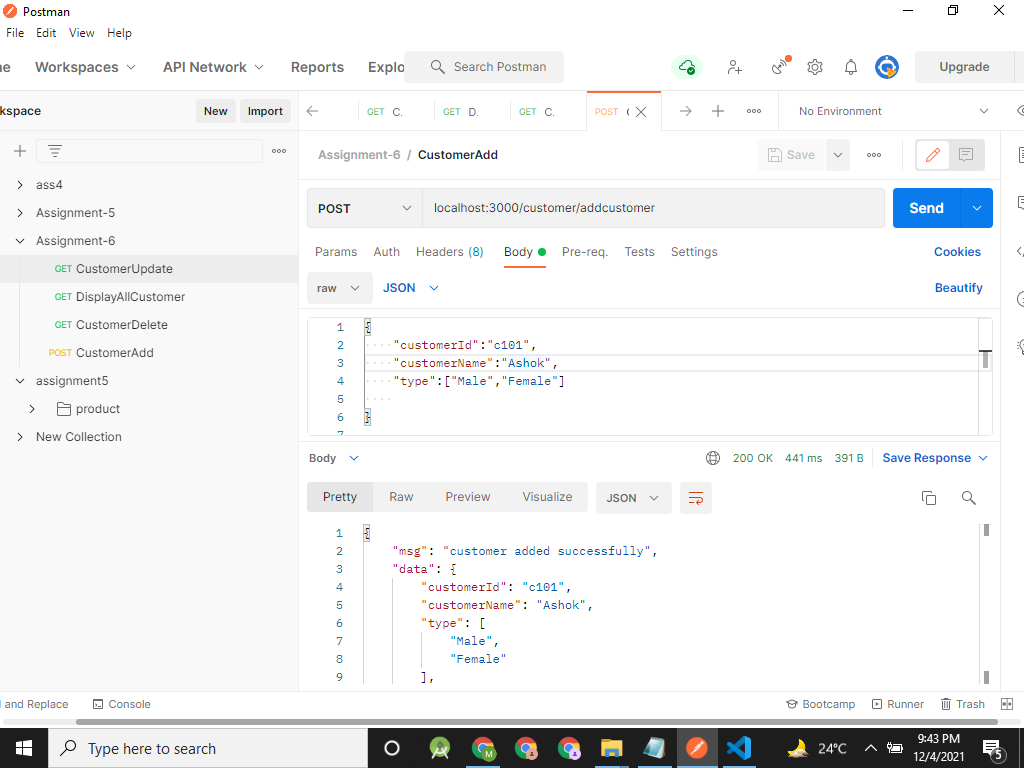 Postman
File Edit View Help
ne Workspaces API Network Reports Explo Search Postman Upgrade
kspace New Import GET C. GET D. GET C. POST No Environment
Assignment-6 / CustomerAdd Save
ass4
Assignment-5
Assignment-6
GET CustomerUpdate
GET DisplayAllCustomer
GET CustomerDelete
POST CustomerAdd
assignment5
product
New Collection
POST localhost:3000/customer/addcustomer Send
Params Auth Headers (8) Body Pre-req. Tests Settings Cookies
raw JSON Beautify
1 {
2 "customerId":"c101",
3 "customerName":"Ashok",
4 "type":["Male","Female"]
5
6 }
7
Body 200 OK 441 ms 391 B Save Response
Pretty Raw Preview Visualize JSON
1 {
2 "msg": "customer added successfully",
3 "data": {
4 "customerId": "c101",
5 "customerName": "Ashok",
6 "type": [
7 "Male",
8 "Female"
9 ],
and Replace Console Bootcamp Runner Trash
Type here to search M 24°C 9:43 PM
12/4/2021 5